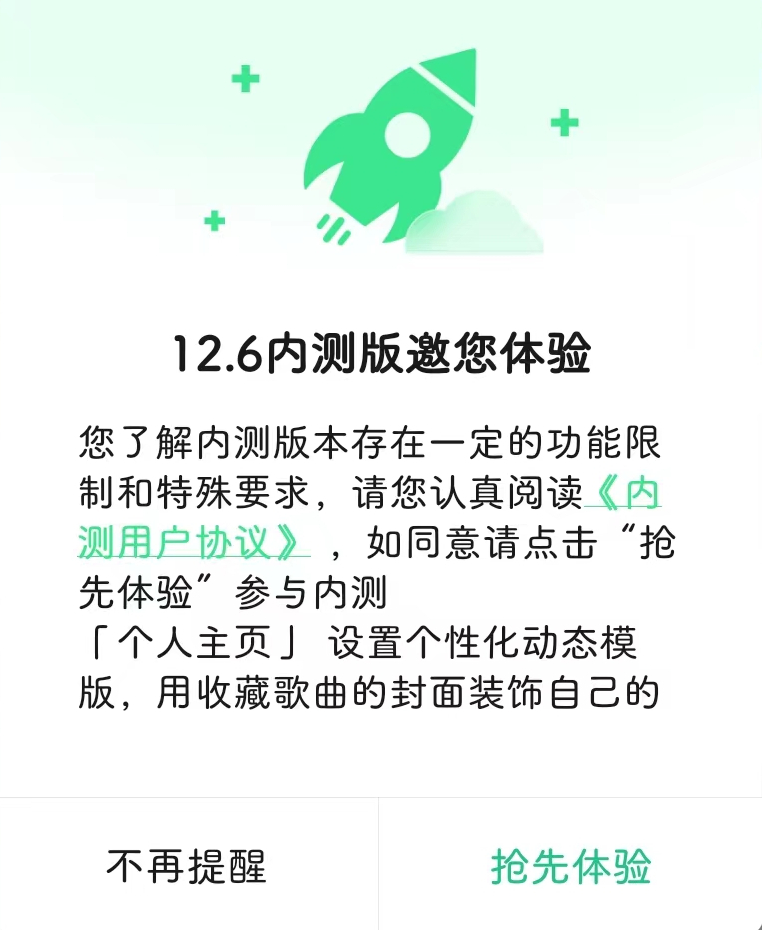 12.6内测版邀您体验
您了解内测版本存在一定的功能限
制和特殊要求，请您认真阅读《内
测用户协议》，如同意请点击“抢
先体验”参与内测
「个人主页」 设置个性化动态模
版，用收藏歌曲的封面装饰自己的
不再提醒
抢先体验